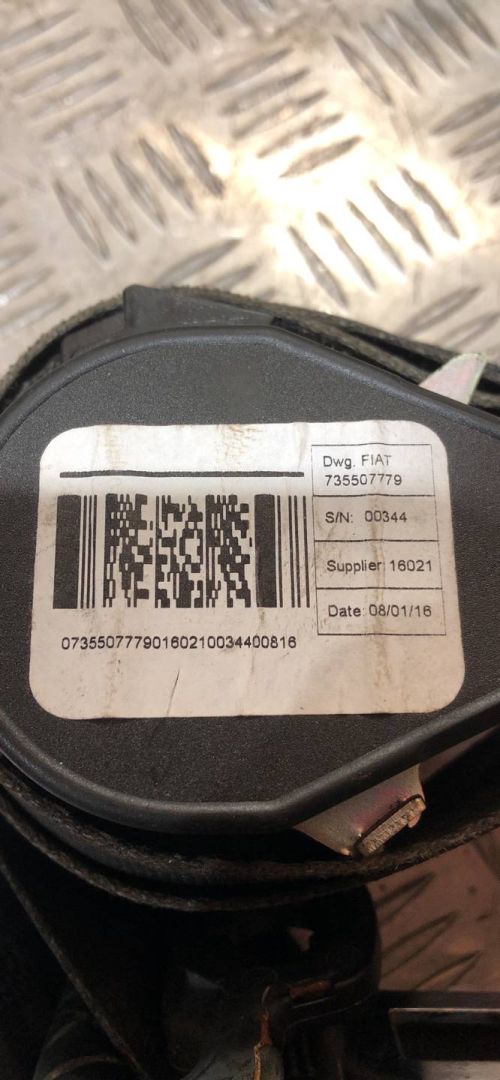 Dwg. FIAT
735507779
S/N: 00344
Supplier: 16021
Date: 08/01/16
07355077790160210034400816